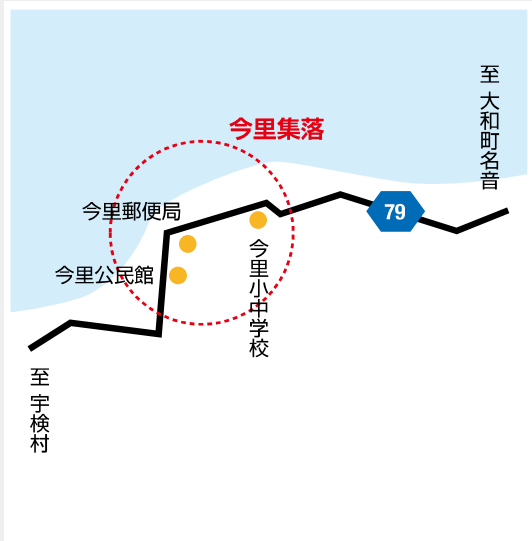 至 大和町名音
今里集落
79
今里郵便局
今里小中学校
今里公民館
至 宇検村